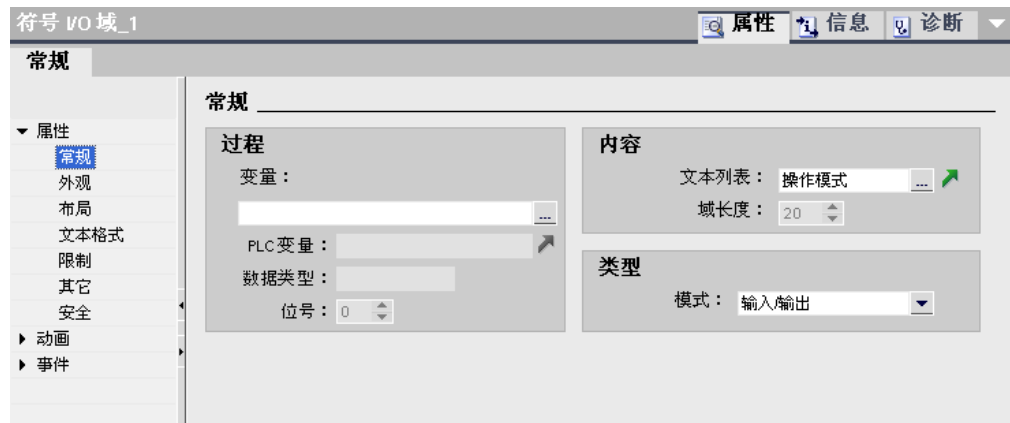 符号 I/O 域_1
属性 信息 诊断
常规
常规
属性
常规
外观
布局
文本格式
限制
其它
安全
动画
事件
过程
变量：
...
PLC变量：
数据类型：
位号： 0
内容
文本列表： 操作模式 ...
域长度： 20
类型
模式： 输入/输出